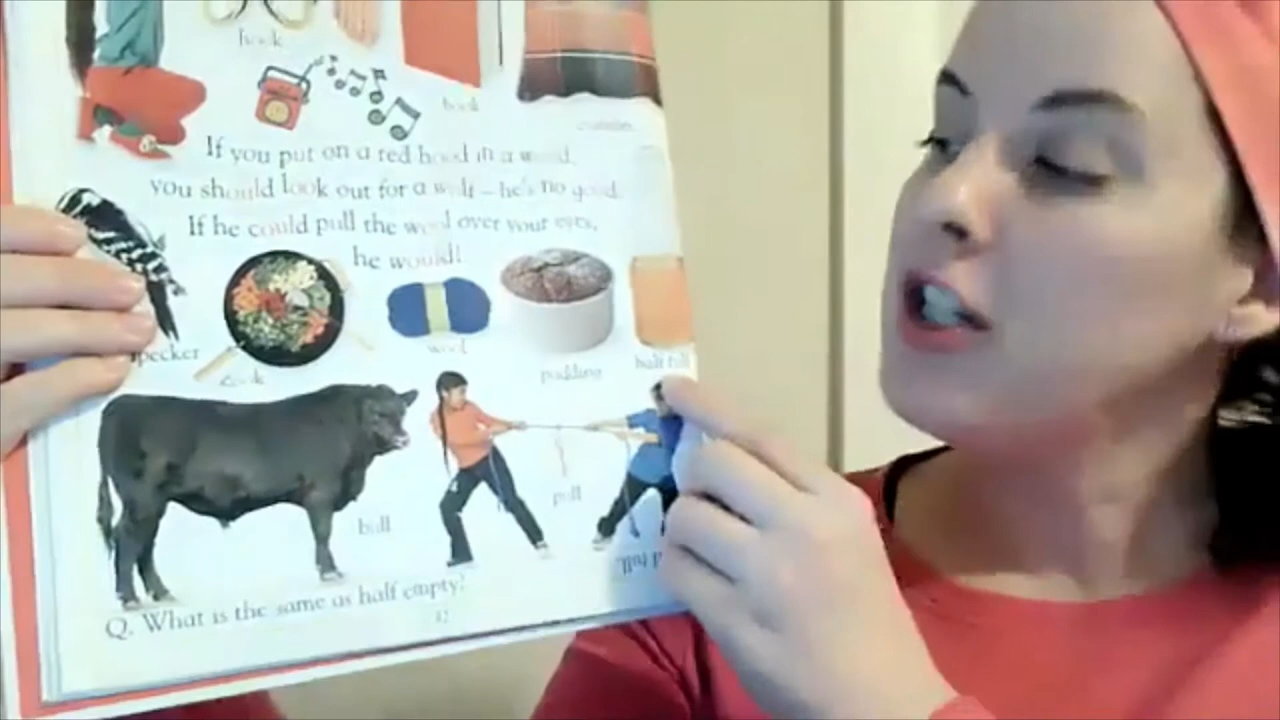 hook
book
If you put on a red hood in a wood,
you should look out for a wolf – he's no good.
If he could pull the wool over your eyes,
he would!
pecker
cook
wool
pudding
half full
bull
pull
Q. What is the same as half empty?